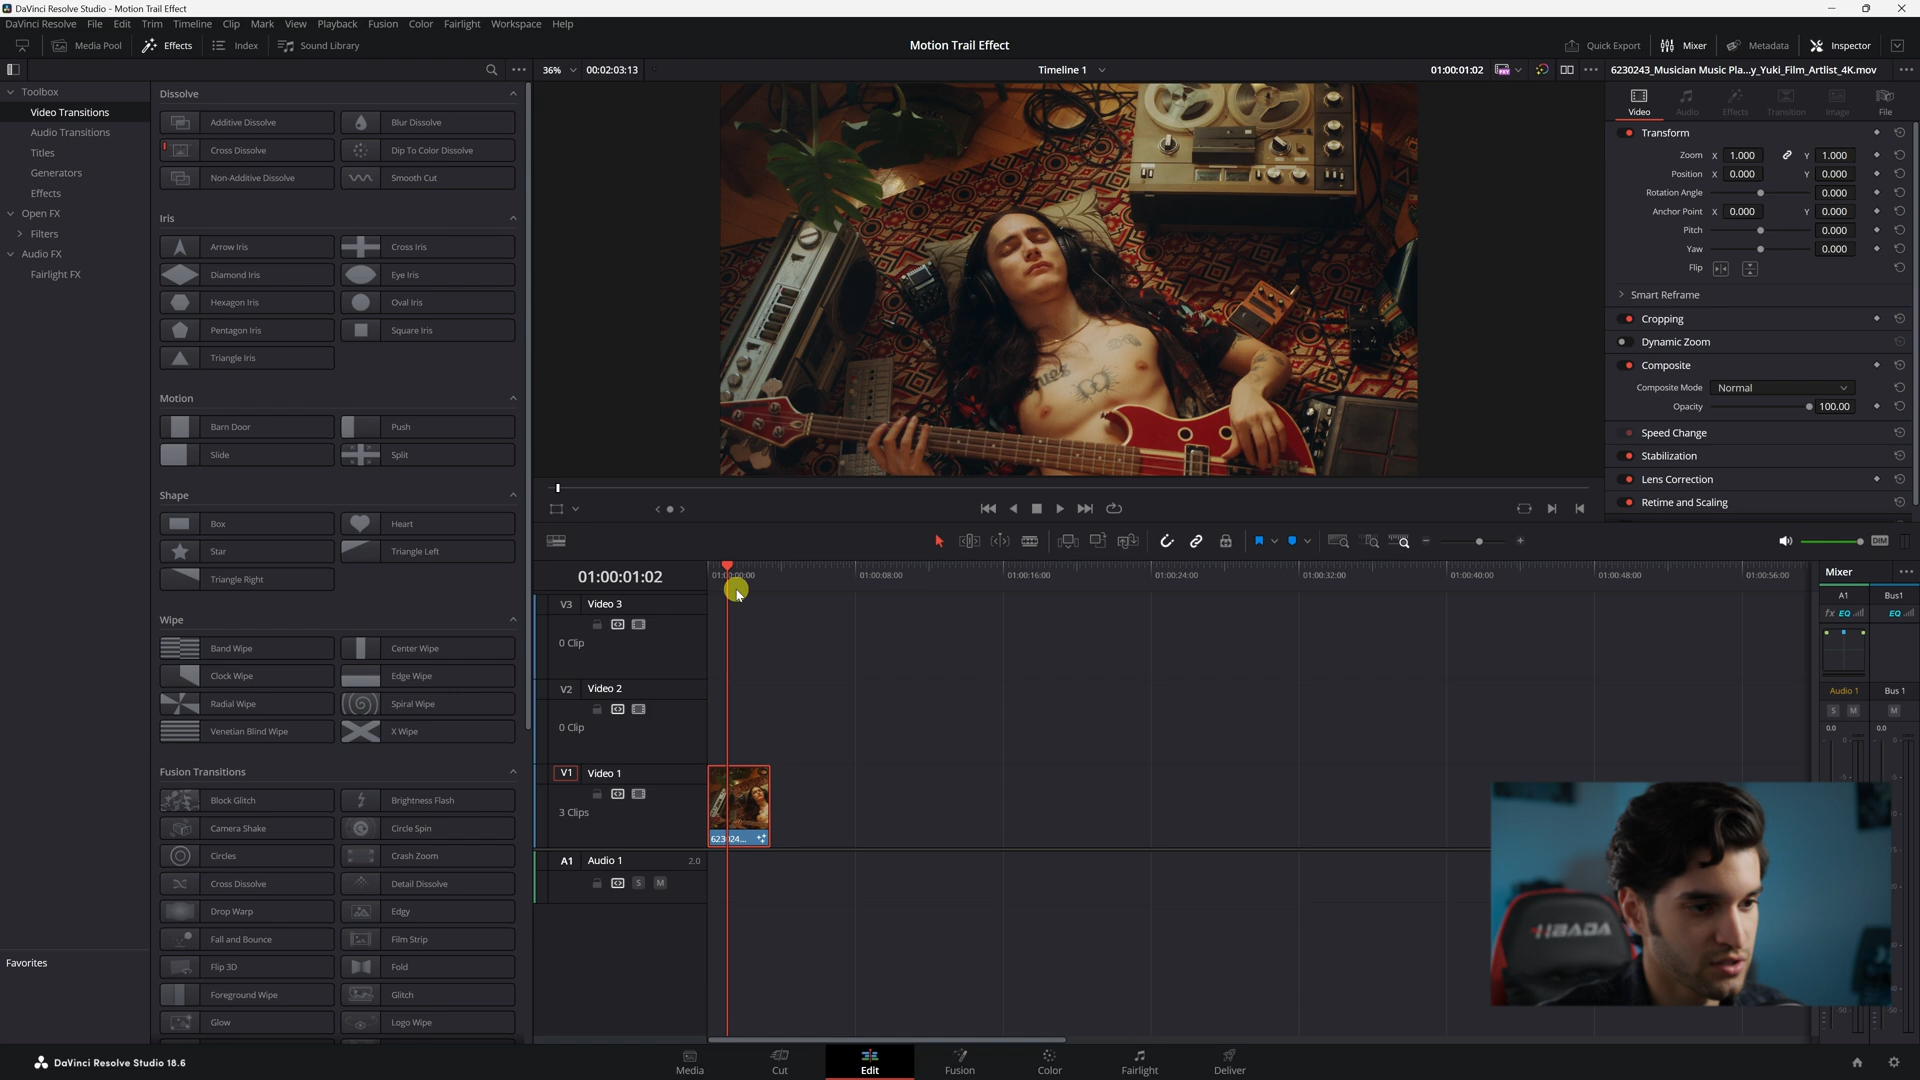 DaVinci Resolve Studio - Motion Trail Effect
DaVinci Resolve File Edit Trim Timeline Clip Mark View Playback Fusion Color Fairlight Workspace Help
Media Pool Effects Index Sound Library
Motion Trail Effect
Quick Export Mixer Metadata Inspector
36% 00:02:03:13
Timeline 1
01:00:01:02
6230243_Musician Music Pla...y_Yuki_Film_Artlist_4K.mov
Toolbox
Video Transitions
Audio Transitions
Titles
Generators
Effects
Open FX
Filters
Audio FX
Fairlight FX
Favorites
Dissolve
Additive Dissolve Blur Dissolve
Cross Dissolve Dip To Color Dissolve
Non-Additive Dissolve Smooth Cut
Iris
Arrow Iris Cross Iris
Diamond Iris Eye Iris
Hexagon Iris Oval Iris
Pentagon Iris Square Iris
Triangle Iris
Motion
Barn Door Push
Slide Split
Shape
Box Heart
Star Triangle Left
Triangle Right
Wipe
Band Wipe Center Wipe
Clock Wipe Edge Wipe
Radial Wipe Spiral Wipe
Venetian Blind Wipe X Wipe
Fusion Transitions
Block Glitch Brightness Flash
Camera Shake Circle Spin
Circles Crash Zoom
Cross Dissolve Detail Dissolve
Drop Warp Edgy
Fall and Bounce Film Strip
Flip 3D Fold
Foreground Wipe Glitch
Glow Logo Wipe
Video Audio Effects Transition Image File
Transform
Zoom X 1.000 Y 1.000
Position X 0.000 Y 0.000
Rotation Angle 0.000
Anchor Point X 0.000 Y 0.000
Pitch 0.000
Yaw 0.000
Flip
Smart Reframe
Cropping
Dynamic Zoom
Composite
Composite Mode Normal
Opacity 100.00
Speed Change
Stabilization
Lens Correction
Retime and Scaling
DIM
01:00:01:02
01:00:00:00 01:00:08:00 01:00:16:00 01:00:24:00 01:00:32:00 01:00:40:00 01:00:48:00 01:00:56:00
V3 Video 3
0 Clip
V2 Video 2
0 Clip
V1 Video 1
3 Clips
A1 Audio 1 2.0
S M
Mixer
A1 Bus1
fx EQ EQ
Audio 1 Bus 1
S M M
0.0 0.0
HBADA
DaVinci Resolve Studio 18.6
Media Cut Edit Fusion Color Fairlight Deliver